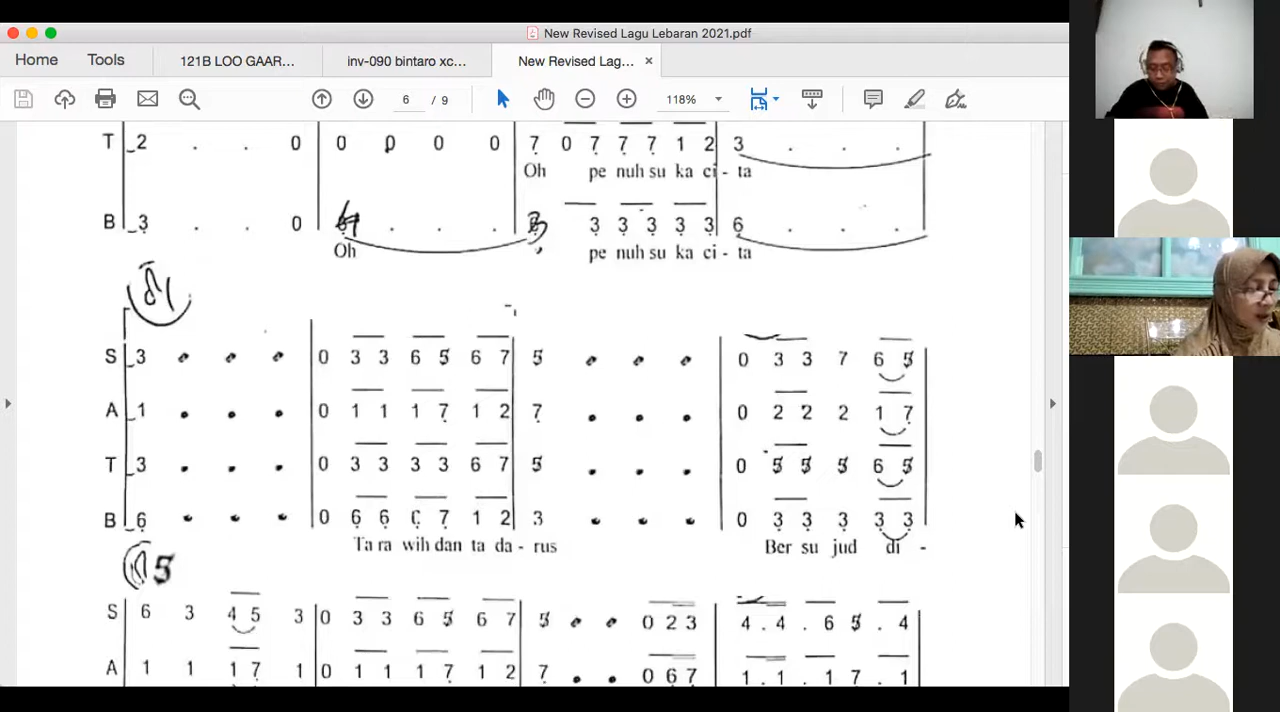 New Revised Lagu Lebaran 2021.pdf
Home Tools 121B LOO GAAR... inv-090 bintaro xc... New Revised Lag... ×
6 / 9 118%
T 2 . . 0 0 0 0 0 7 0 7 7 7 1 2 3 . . .
Oh pe nuh su ka ci - ta
B 3 . . 0 . . . 3 3 3 3 3 6 . . .
Oh pe nuh su ka ci - ta
S 3 . . . 0 3 3 6 5 6 7 5 . . . 0 3 3 7 6 5
A 1 . . . 0 1 1 1 7 1 2 7 . . . 0 2 2 2 1 7
T 3 . . . 0 3 3 3 3 6 7 5 . . . 0 5 5 5 6 5
B 6 . . . 0 6 6 7 1 2 3 . . . 0 3 3 3 3 3
Ta ra wih dan ta da - rus Ber su jud di -
5
S 6 3 4 5 3 0 3 3 6 5 6 7 5 . . 0 2 3 4 . 4 . 6 5 . 4
A 1 1 1 7 1 0 1 1 1 7 1 2 7 . . 0 6 7 1 . 1 . 1 7 . 1